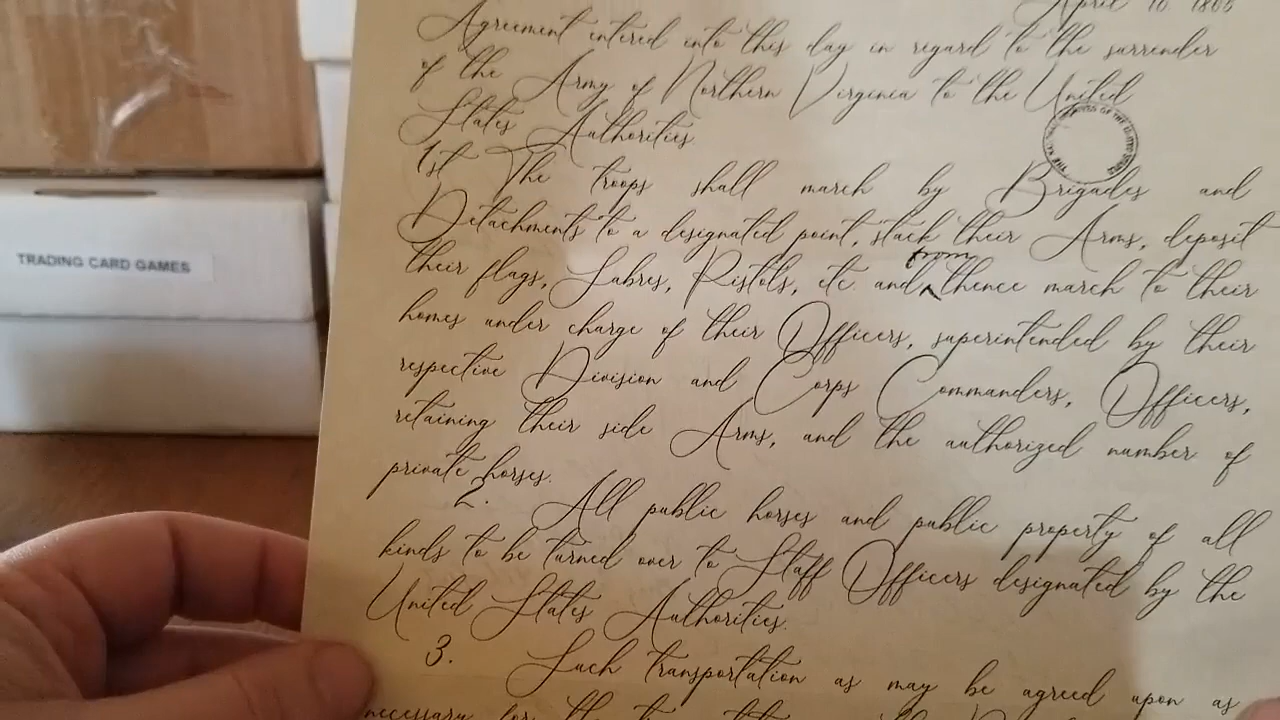 April 10 1865
Agreement entered into this day in regard to the surrender
of the Army of Northern Virginia to the United
States Authorities.
1st The troops shall march by Brigades and
Detachments to a designated point, stack their Arms, deposit
their flags, Sabres, Pistols, etc. and from thence march to their
homes under charge of their Officers, superintended by their
respective Division and Corps Commanders, Officers,
retaining their side Arms, and the authorized number of
private horses.
2. All public horses and public property of all
kinds to be turned over to Staff Officers designated by the
United States Authorities.
3. Such transportation as may be agreed upon as
necessary for the
TRADING CARD GAMES